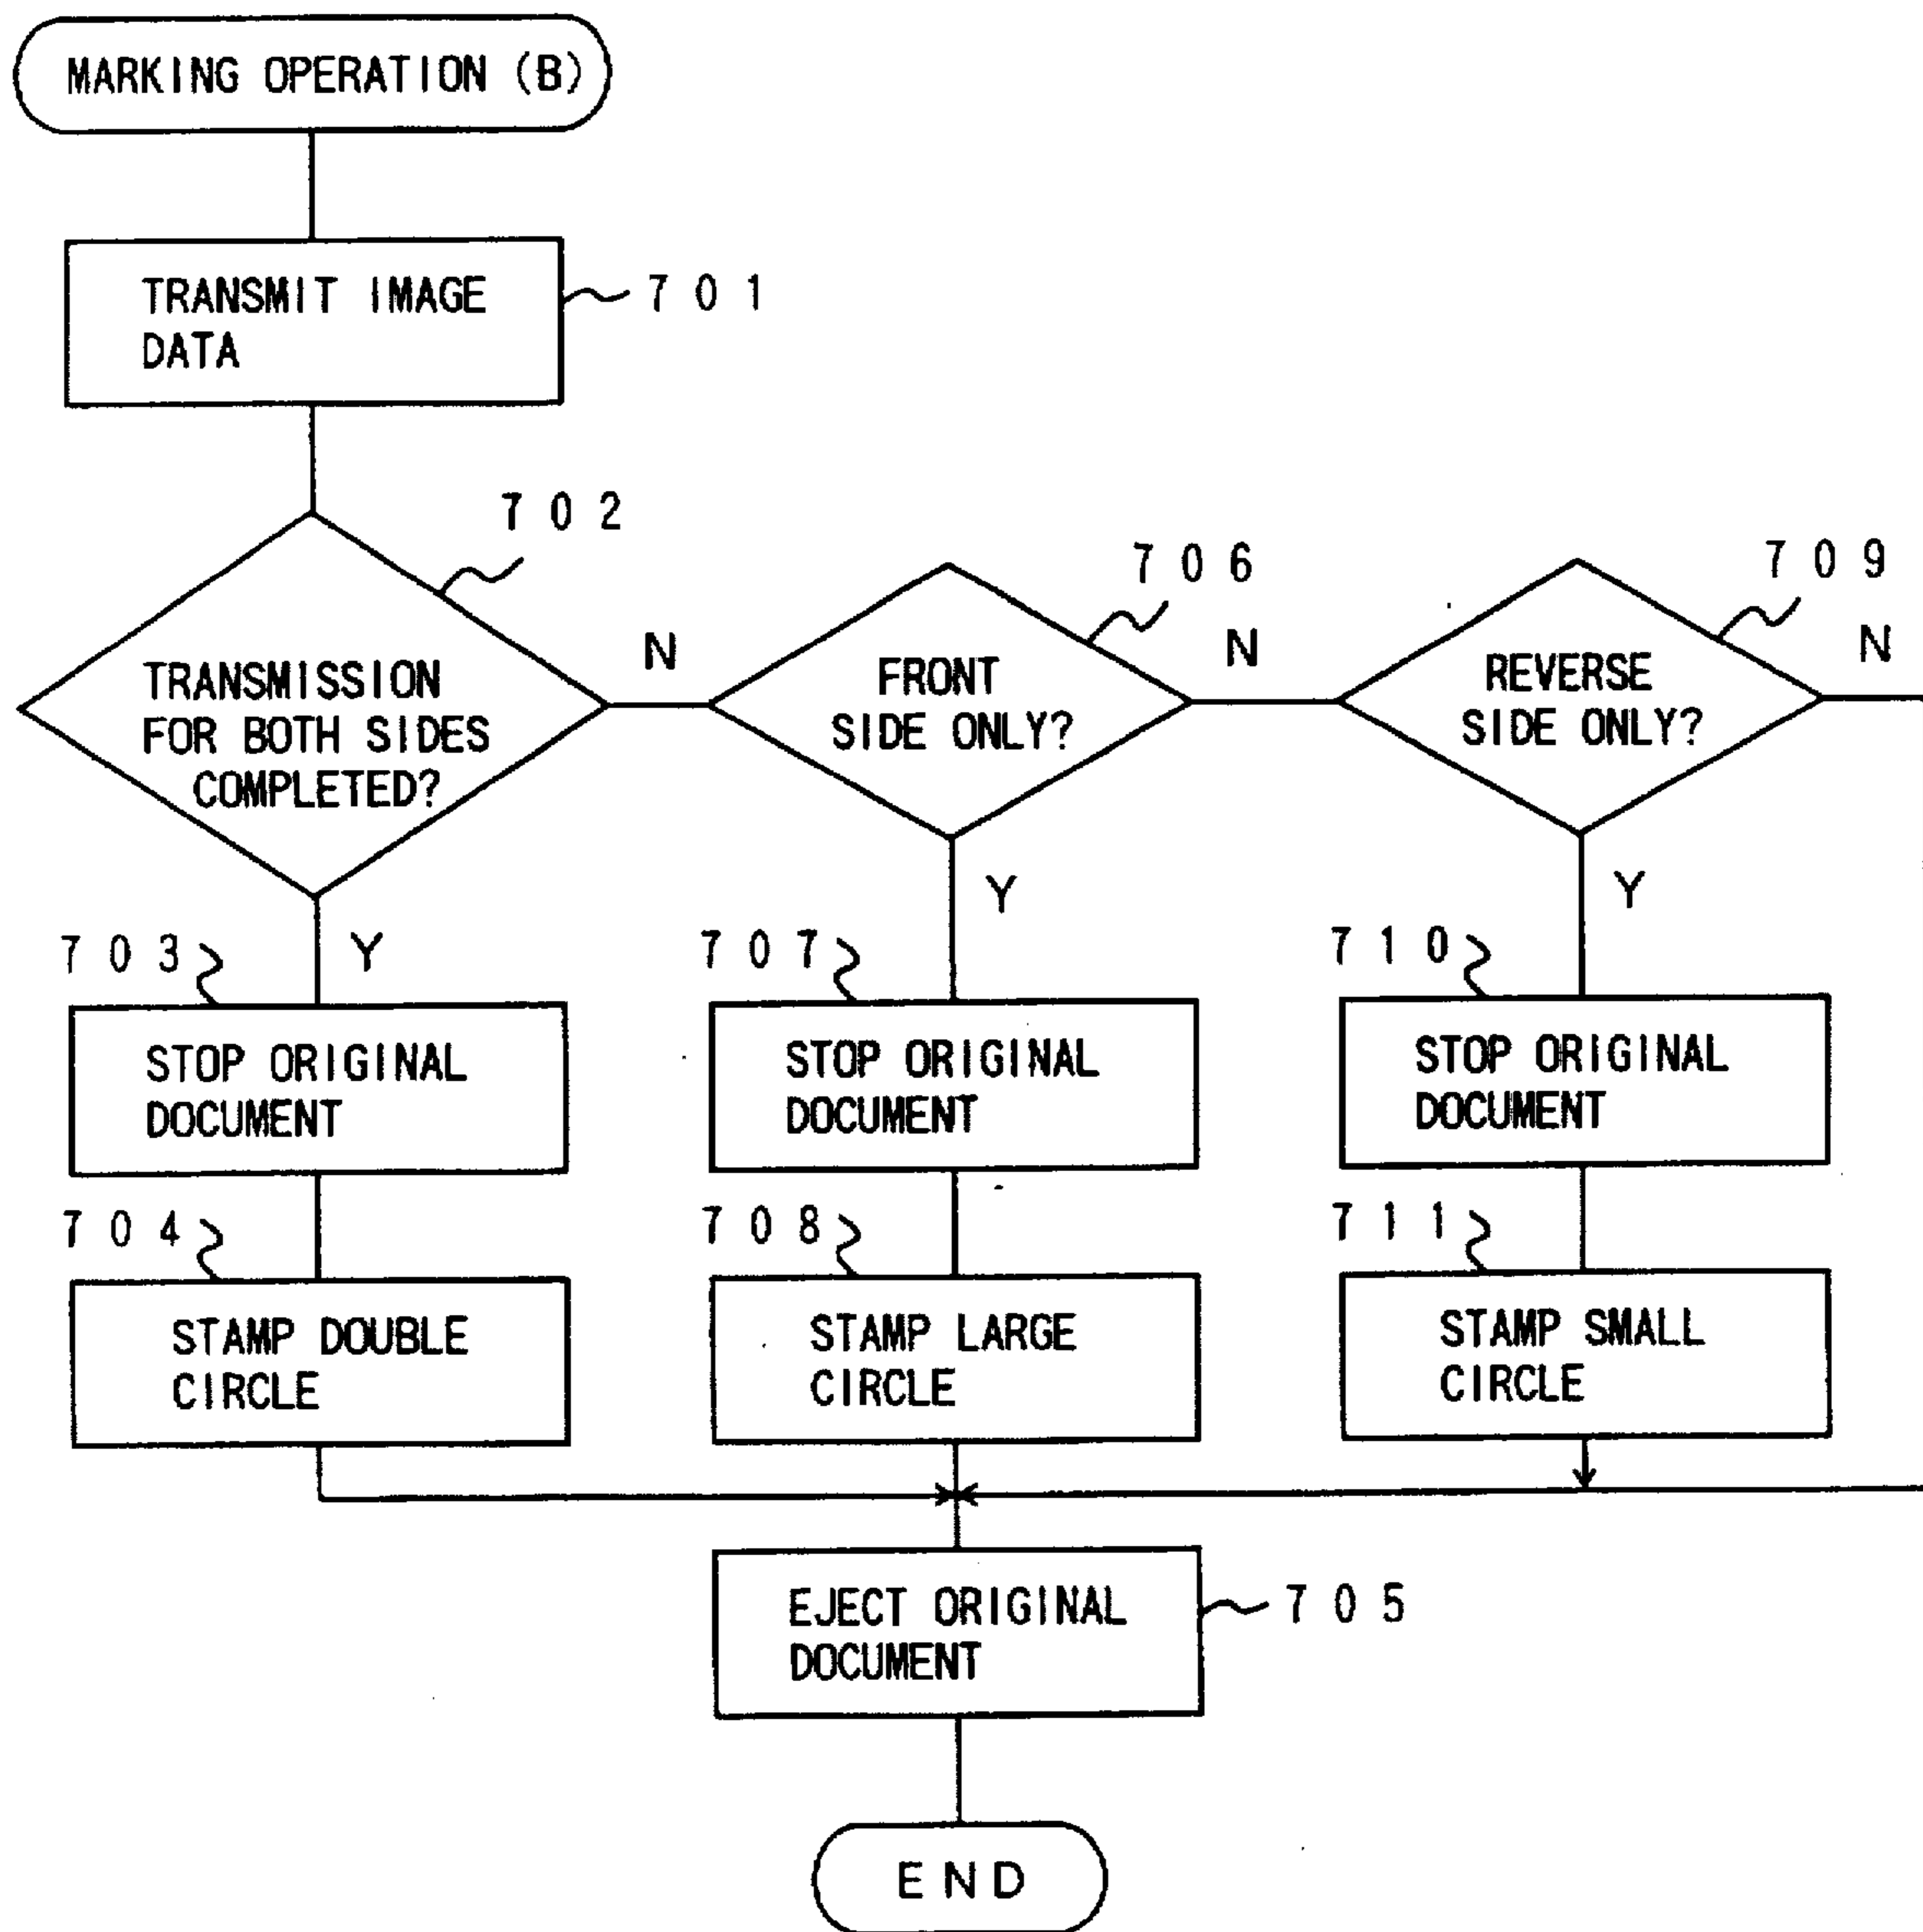 MARKING OPERATION (B)
TRANSMIT IMAGE
DATA
701
702
TRANSMISSION
FOR BOTH SIDES
COMPLETED?
N
Y
706
FRONT
SIDE ONLY?
N
Y
709
REVERSE
SIDE ONLY?
N
Y
703
STOP ORIGINAL
DOCUMENT
707
STOP ORIGINAL
DOCUMENT
710
STOP ORIGINAL
DOCUMENT
704
STAMP DOUBLE
CIRCLE
708
STAMP LARGE
CIRCLE
711
STAMP SMALL
CIRCLE
EJECT ORIGINAL
DOCUMENT
705
END